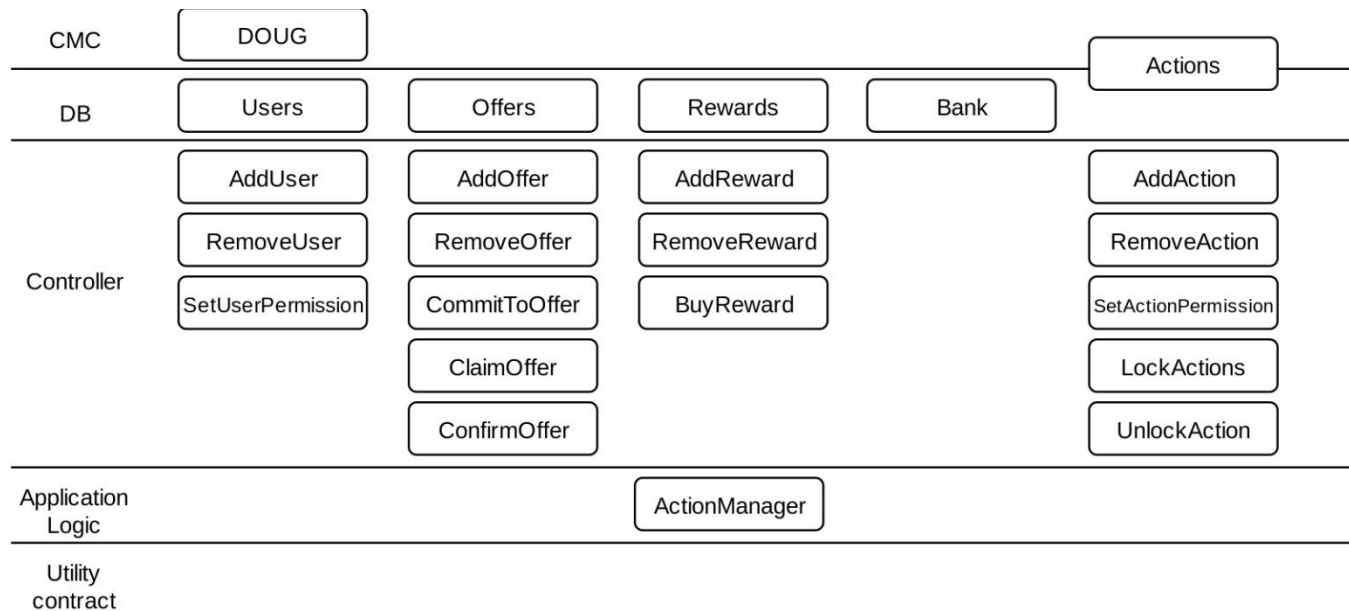 CMC
DOUG
Actions
DB
Users
Offers
Rewards
Bank
Controller
AddUser
AddOffer
AddReward
AddAction
RemoveUser
RemoveOffer
RemoveReward
RemoveAction
SetUserPermission
CommitToOffer
BuyReward
SetActionPermission
ClaimOffer
LockActions
ConfirmOffer
UnlockAction
Application
Logic
ActionManager
Utility
contract